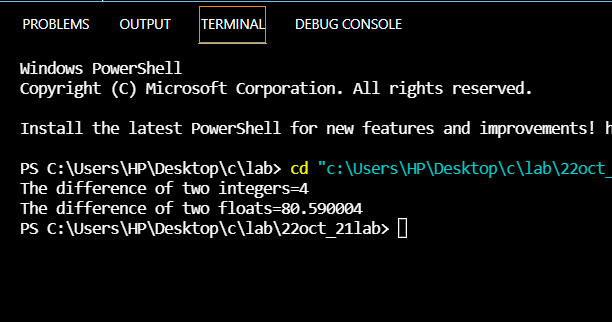 PROBLEMS OUTPUT TERMINAL DEBUG CONSOLE
Windows PowerShell
Copyright (C) Microsoft Corporation. All rights reserved.
Install the latest PowerShell for new features and improvements! h
PS C:\Users\HP\Desktop\c\lab> cd "c:\Users\HP\Desktop\c\lab\22oct_
The difference of two integers=4
The difference of two floats=80.590004
PS C:\Users\HP\Desktop\c\lab\22oct_21lab>